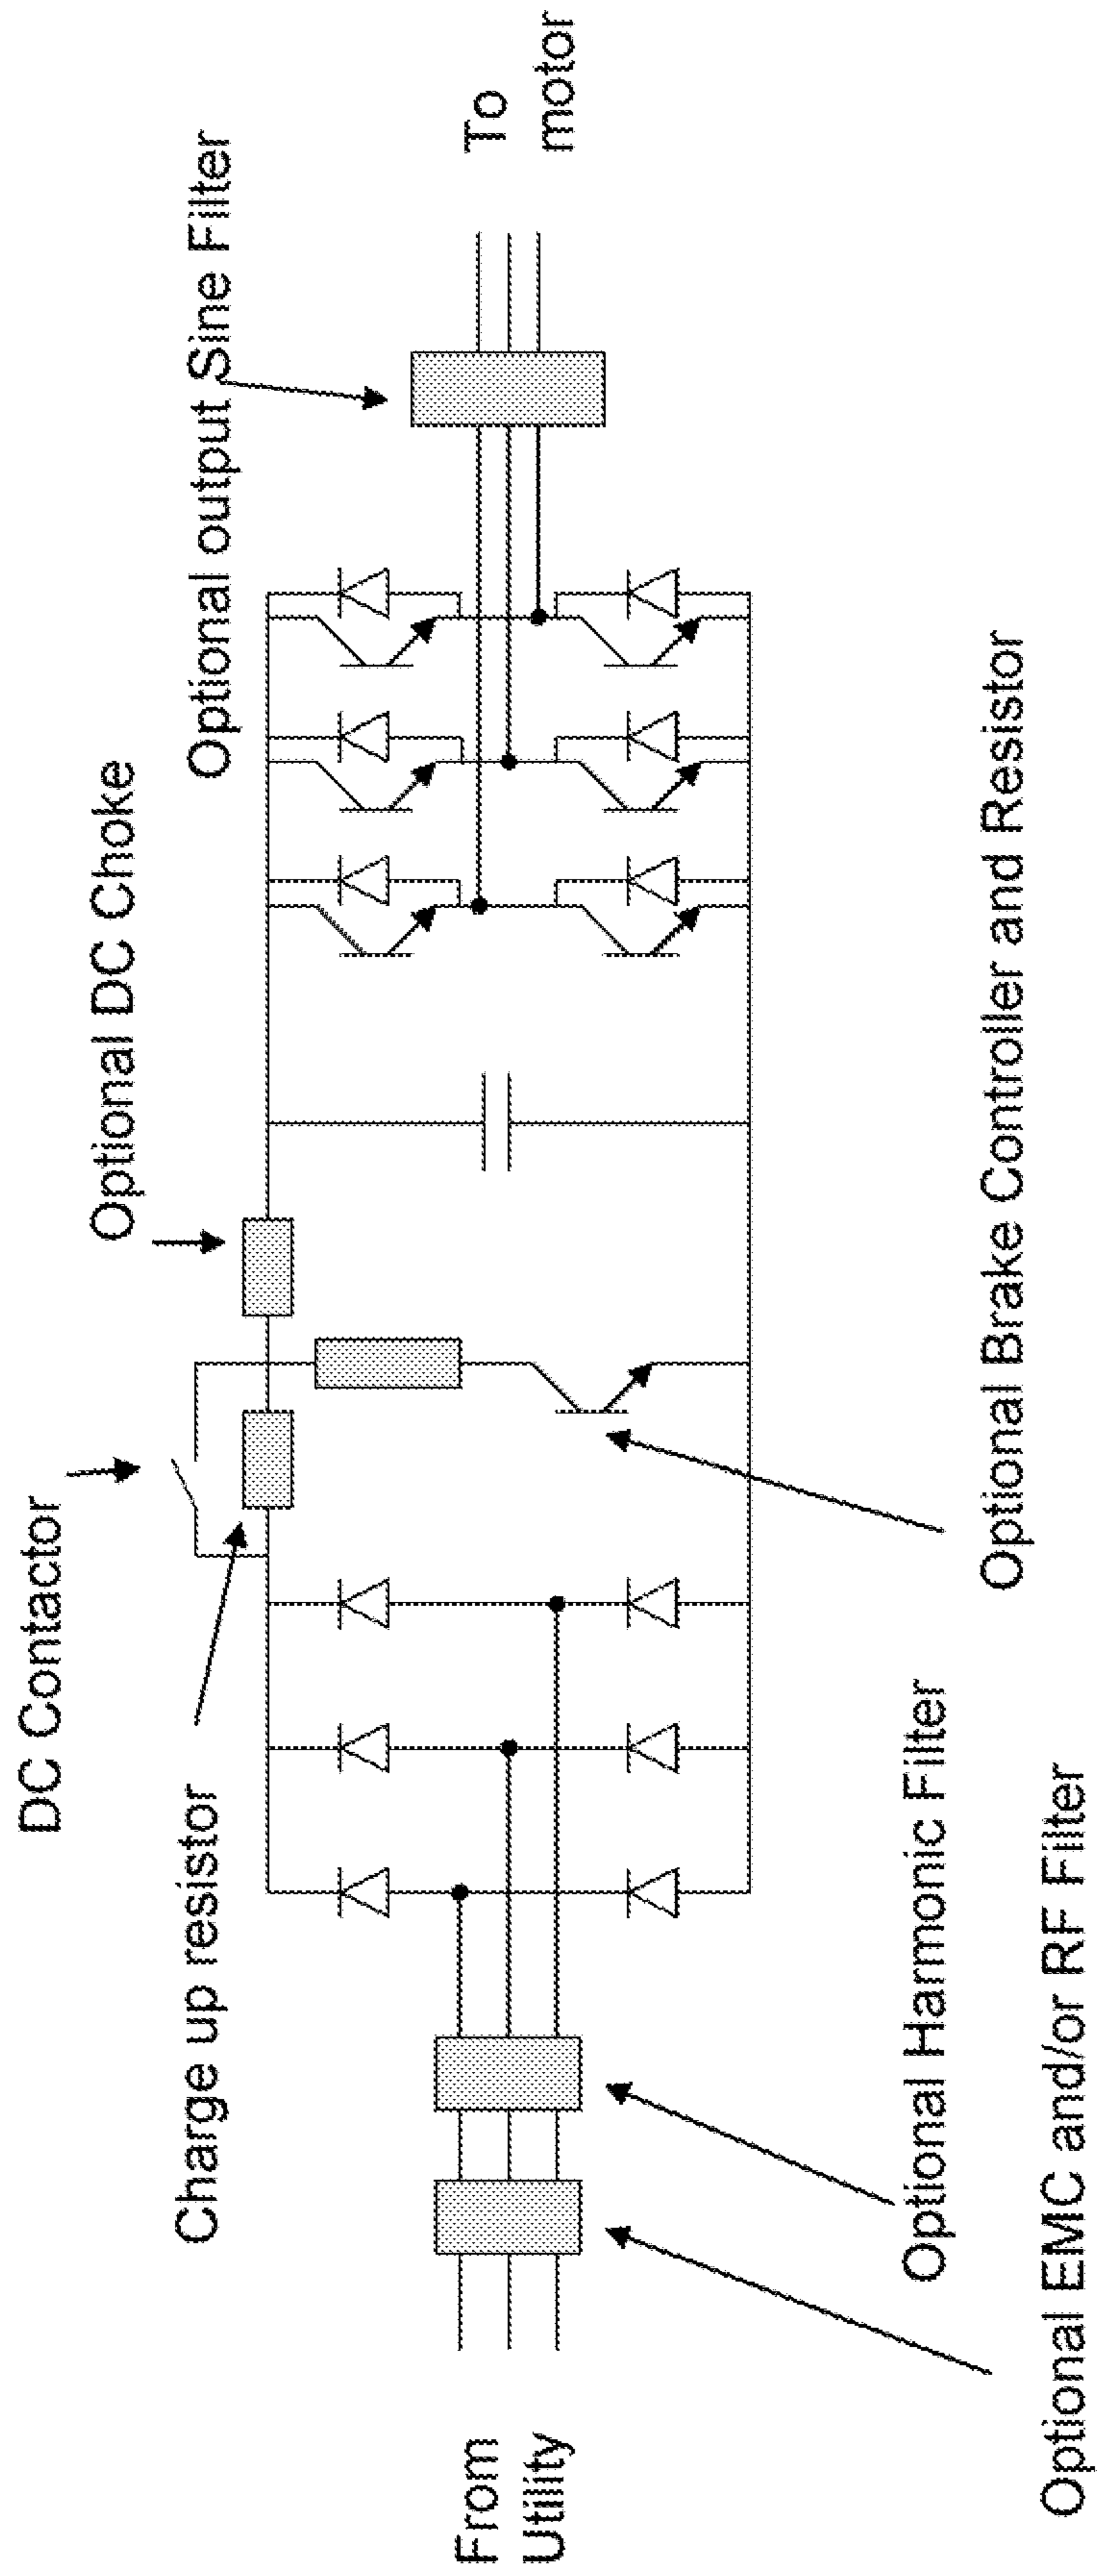 DC Contactor
Optional DC Choke
Charge up resistor
Optional output Sine Filter
From
Utility
To
motor
Optional Harmonic Filter
Optional Brake Controller and Resistor
Optional EMC and/or RF Filter